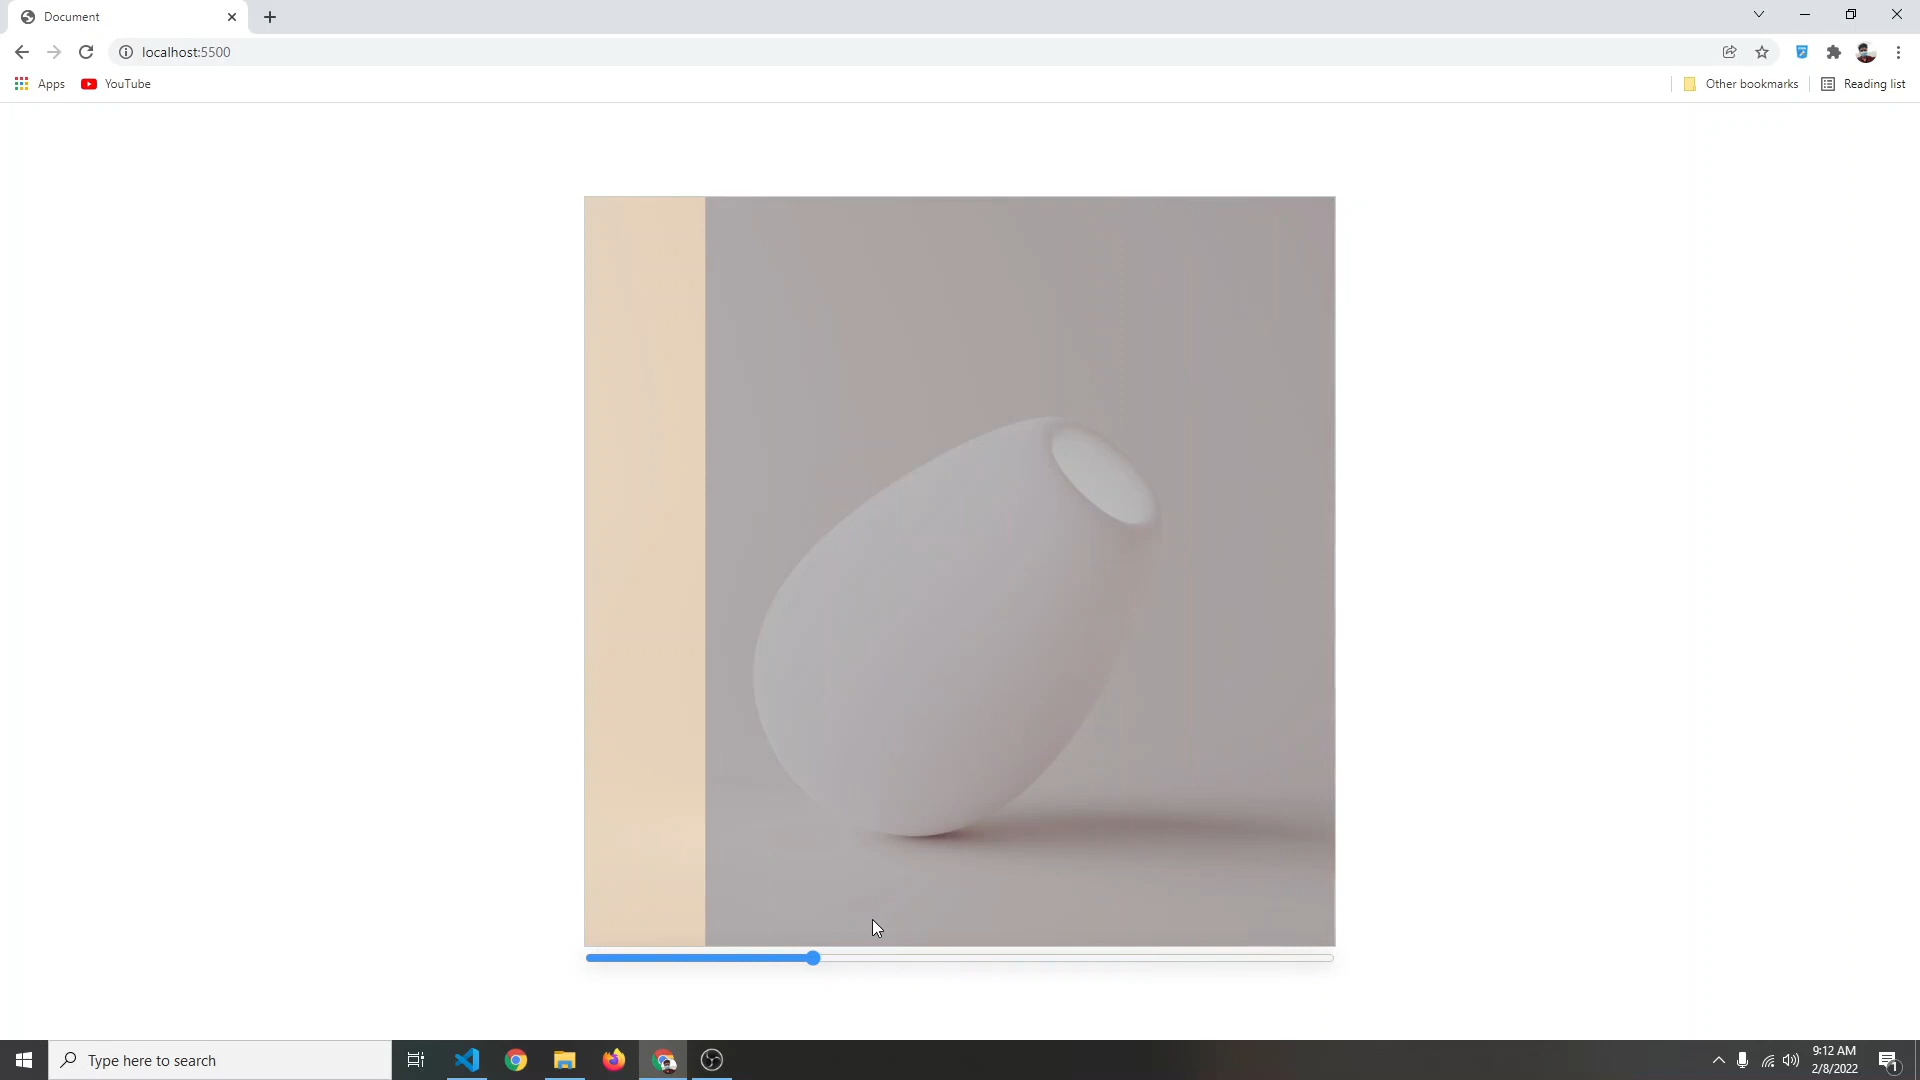 Document
localhost:5500
Apps
YouTube
Other bookmarks
Reading list
Type here to search
9:12 AM
2/8/2022
1